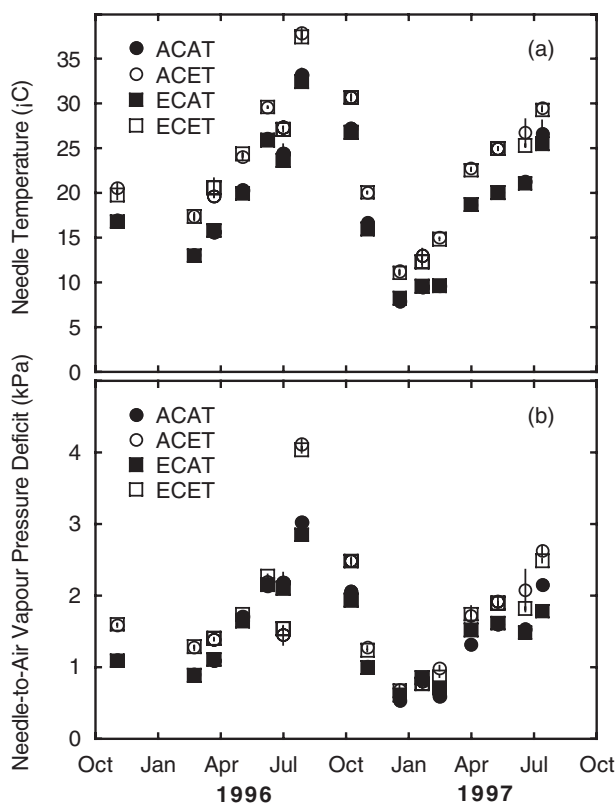 35
30
25
20
15
10
5
0
Needle Temperature (¡C)
ACAT
ACET
ECAT
ECET
(a)
4
3
2
1
0
Needle-to-Air Vapour Pressure Deficit (kPa)
ACAT
ACET
ECAT
ECET
(b)
Oct Jan Apr Jul Oct Jan Apr Jul Oct
1996 1997